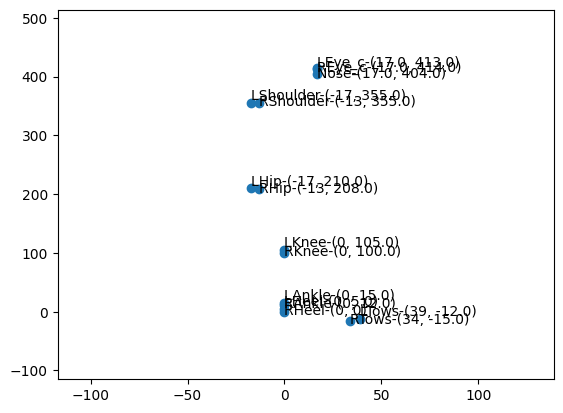 500
LEye_c-(17.0, 413.0)
400
Nose-(17.0, 404.0)
LShoulder-(-17, 355.0)
RShoulder-(-13, 355.0)
300
LHip-(-17, 210.0)
200
RHip-(-13, 208.0)
LKnee-(0, 105.0)
100
RKnee-(0, 100.0)
LAnkle-(0, 15.0)
0
RHeel-(0, 0)
(39, -12.0)
RTows-(34, -15.0)
−100
−100 −50 0 50 100